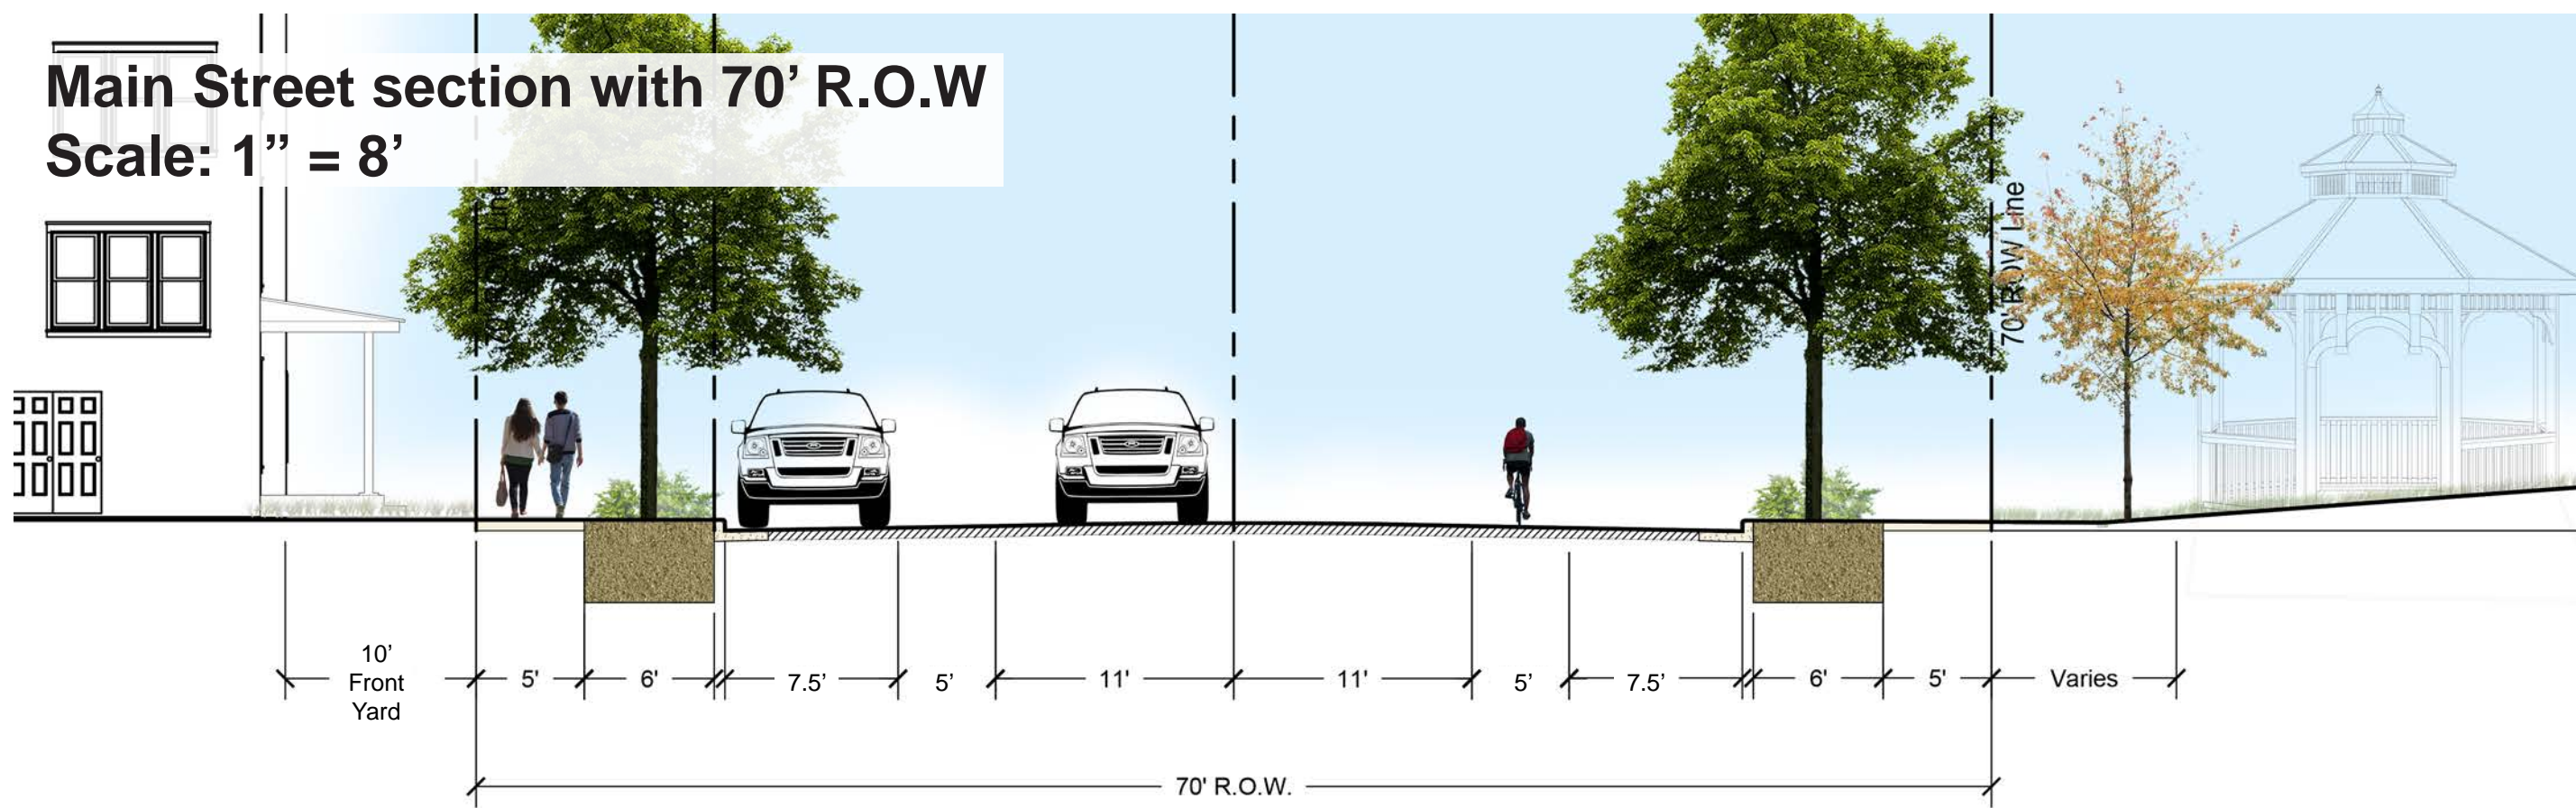 Main Street section with 70’ R.O.W
Scale: 1” = 8’
70' ROW Line
10’
Front
Yard
5'
6'
7.5’
5’
11'
11'
5’
7.5’
6'
5'
Varies
70' R.O.W.